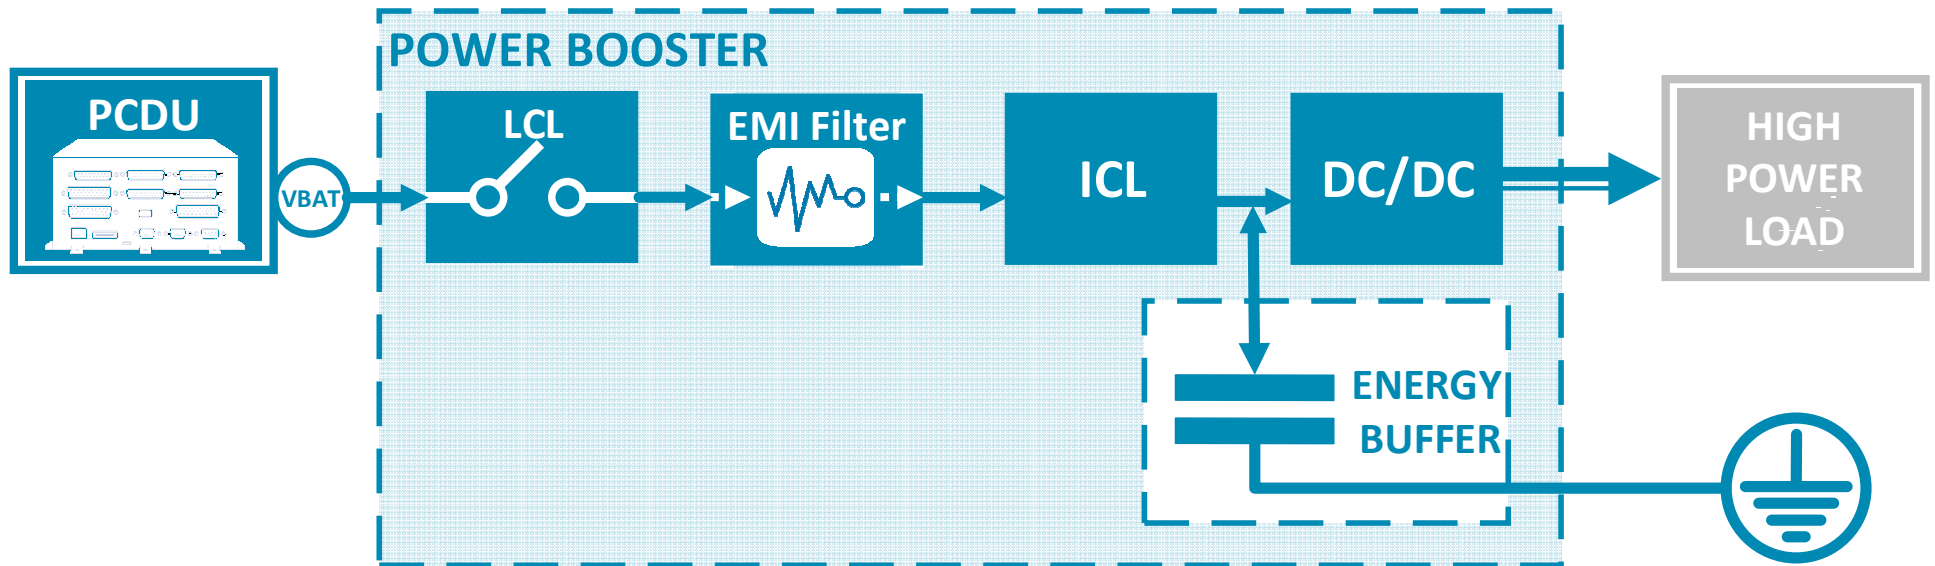 POWER BOOSTER
PCDU
VBAT
LCL
EMI Filter
ICL
DC/DC
HIGH
POWER
LOAD
ENERGY
BUFFER